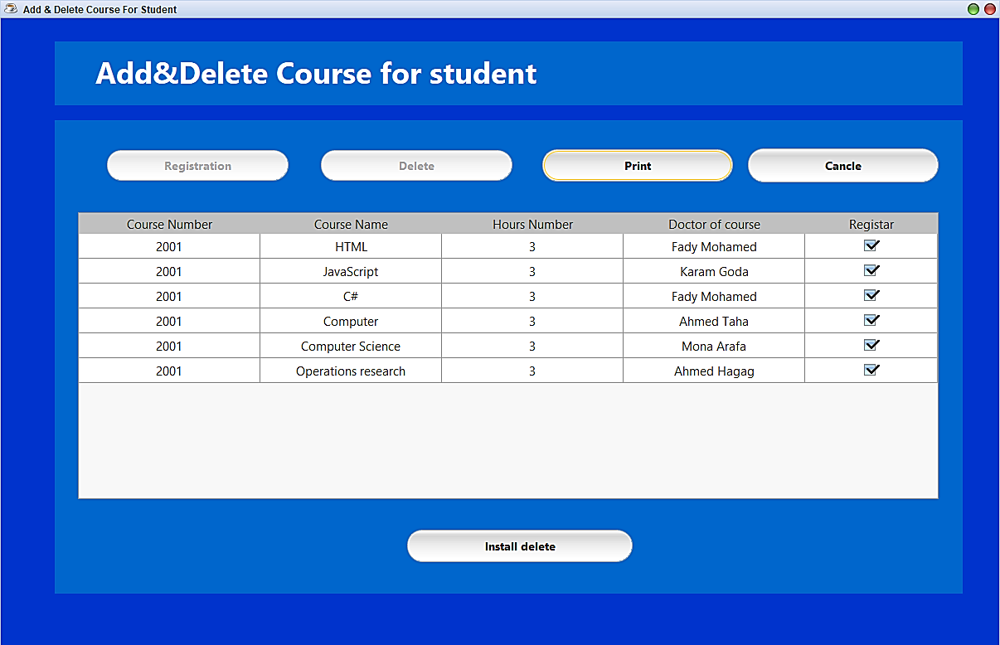 Add & Delete Course For Student
Add&Delete Course for student
Registration Delete Print Cancle
Course Number Course Name Hours Number Doctor of course Registar
2001 HTML 3 Fady Mohamed
2001 JavaScript 3 Karam Goda
2001 C# 3 Fady Mohamed
2001 Computer 3 Ahmed Taha
2001 Computer Science 3 Mona Arafa
2001 Operations research 3 Ahmed Hagag
Install delete